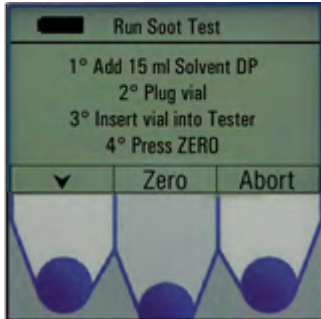 Run Soot Test
1° Add 15 ml Solvent DP
2° Plug vial
3° Insert vial into Tester
4° Press ZERO
Zero Abort